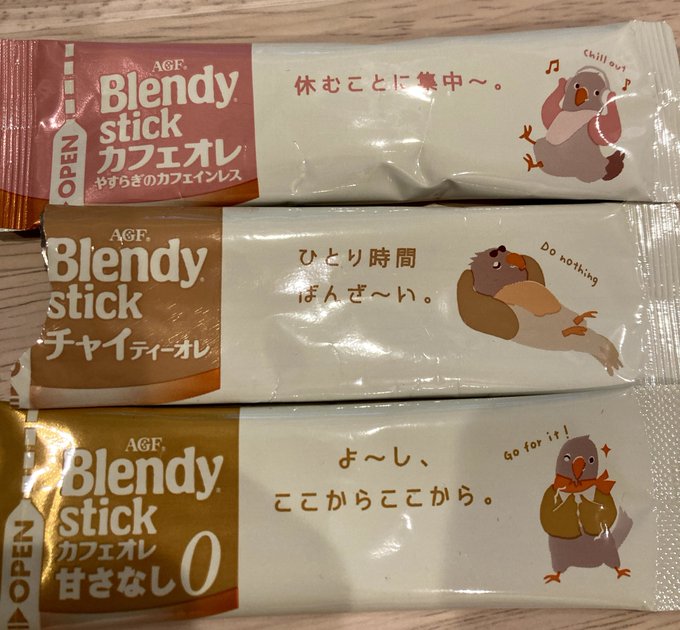 AGF®
Blendy®
stick
カフェオレ
やすらぎのカフェインレス
OPEN
休むことに集中〜。
Chill out
AGF®
Blendy®
stick
チャイティーオレ
ひとり時間
ばんざ〜い。
Do nothing
AGF®
Blendy®
stick
カフェオレ
甘さなし0
OPEN
よ〜し、
ここからここから。
Go for it!